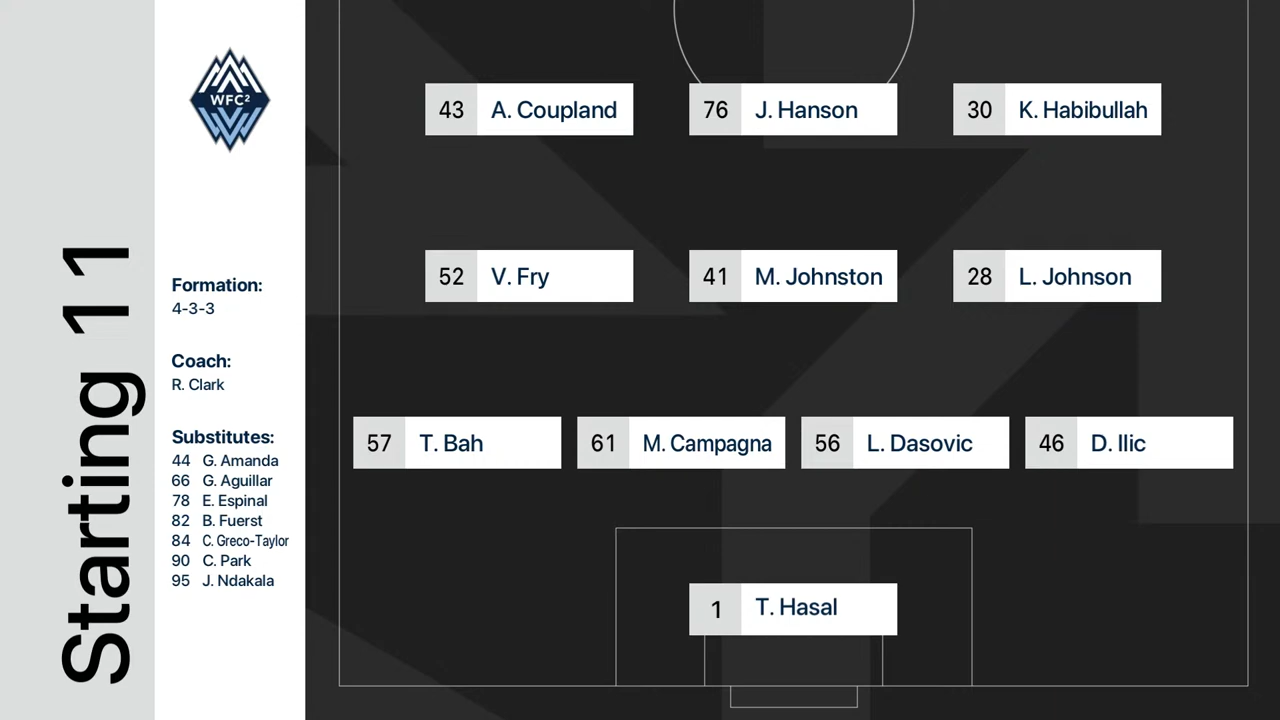 Starting 11
WFC2
Formation:
4-3-3
Coach:
R. Clark
Substitutes:
44 G. Amanda
66 G. Aguillar
78 E. Espinal
82 B. Fuerst
84 C. Greco-Taylor
90 C. Park
95 J. Ndakala
43 A. Coupland
76 J. Hanson
30 K. Habibullah
52 V. Fry
41 M. Johnston
28 L. Johnson
57 T. Bah
61 M. Campagna
56 L. Dasovic
46 D. Ilic
1 T. Hasal